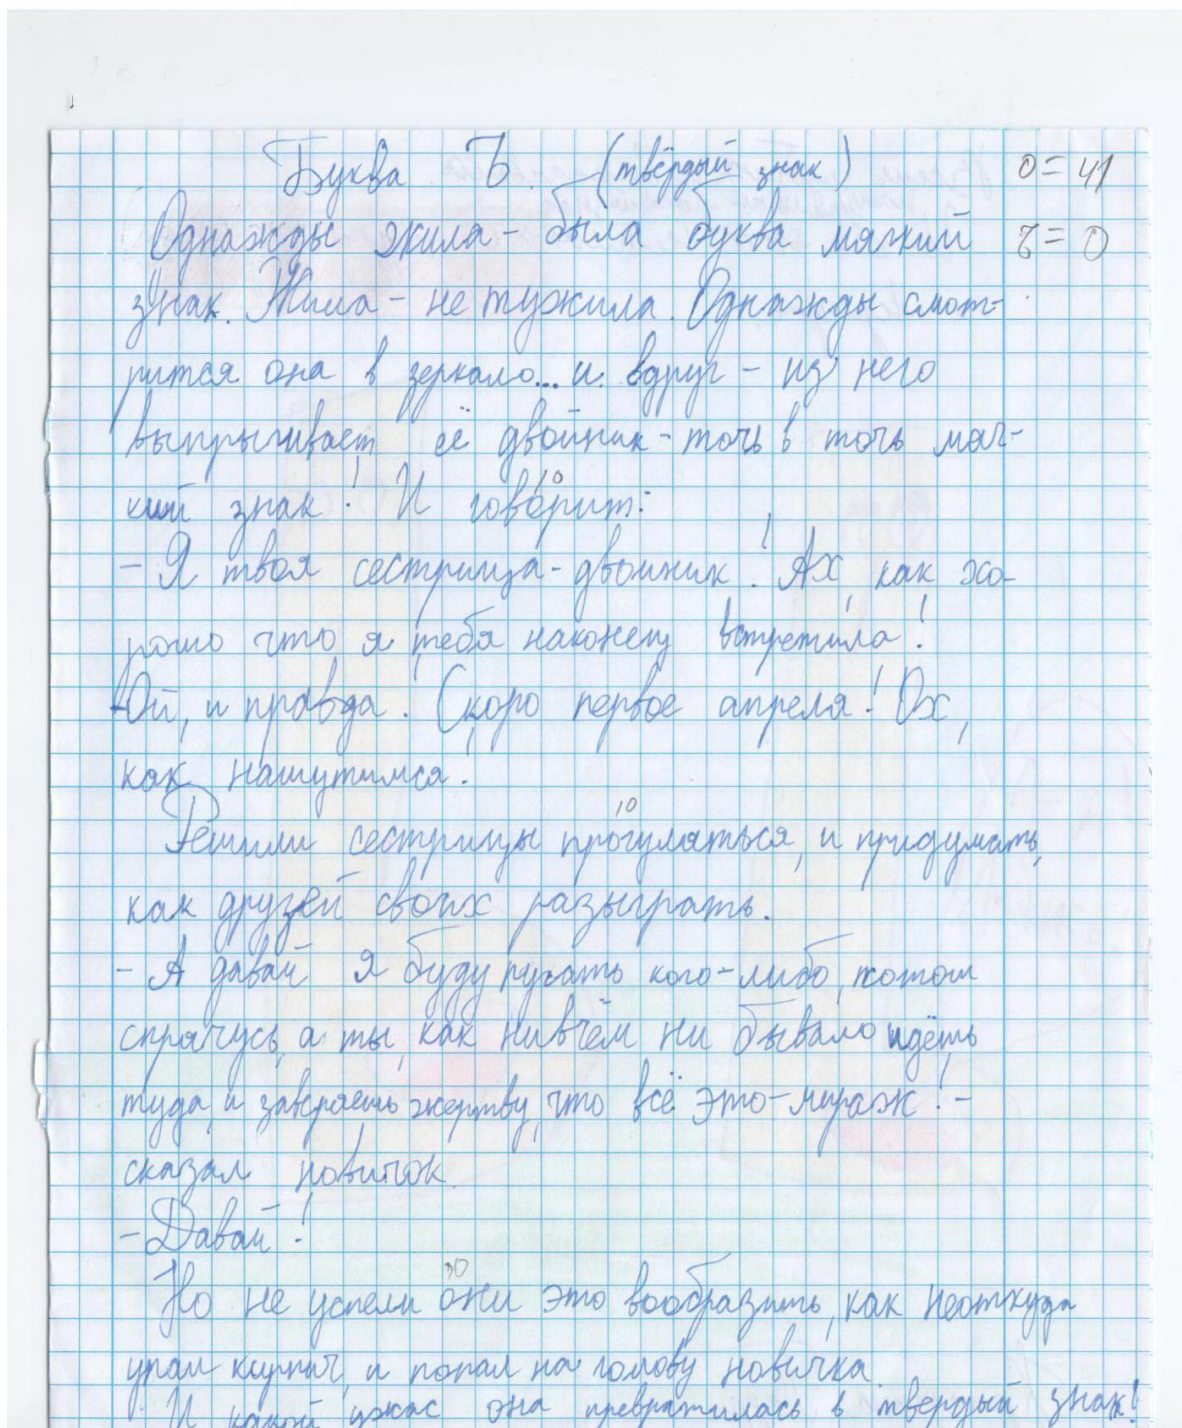 Буква Ъ (твёрдый знак) о=41
Однажды жила-была буква мягкий ъ=0
знак. Жила-не тужила. Однажды смот-
рится она в зеркало... и вдруг - из него
выпрыгивает её двойник-точь в точь мяг-
кий знак! И говорит: 10
-Я твоя сестрица-двойник! Ах, как хо-
рошо что я тебя наконец встретила!
-Ой, и правда! Скоро первое апреля! Ох,
как нашутимся!
Решили сестрицы прогуляться, и придумать, 10
как друзей своих разыграть.
-А давай я буду пугать кого-либо, потом
спрячусь, а ты, как нивчём ни бывало идёшь
туда, и заверяешь жертву, что всё это-мираж!-
сказал новичок.
-Давай!
Но не успели они это вообразить, как неоткуда 30
упал кирпич, и попал на голову новичка
И какой ужас она превратилась в твердый знак!